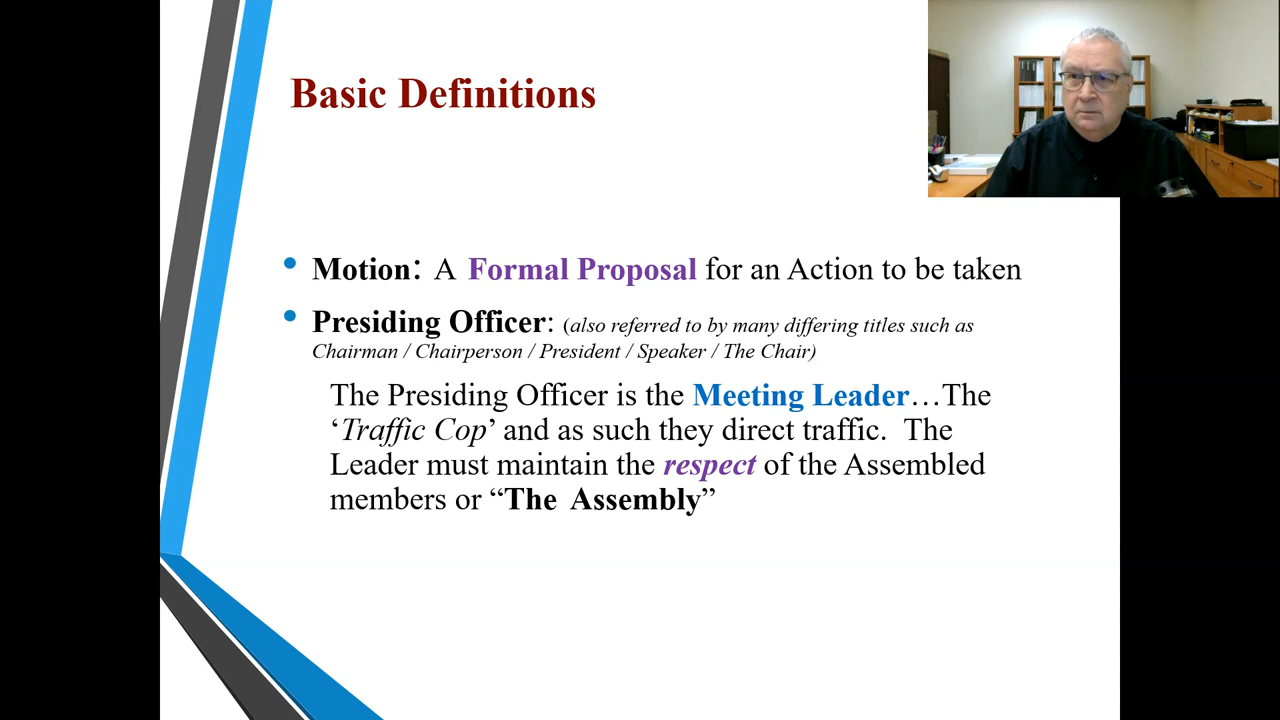 Basic Definitions
• Motion: A Formal Proposal for an Action to be taken
• Presiding Officer: (also referred to by many differing titles such as
Chairman / Chairperson / President / Speaker / The Chair)
The Presiding Officer is the Meeting Leader…The
‘Traffic Cop’ and as such they direct traffic. The
Leader must maintain the respect of the Assembled
members or “The Assembly”